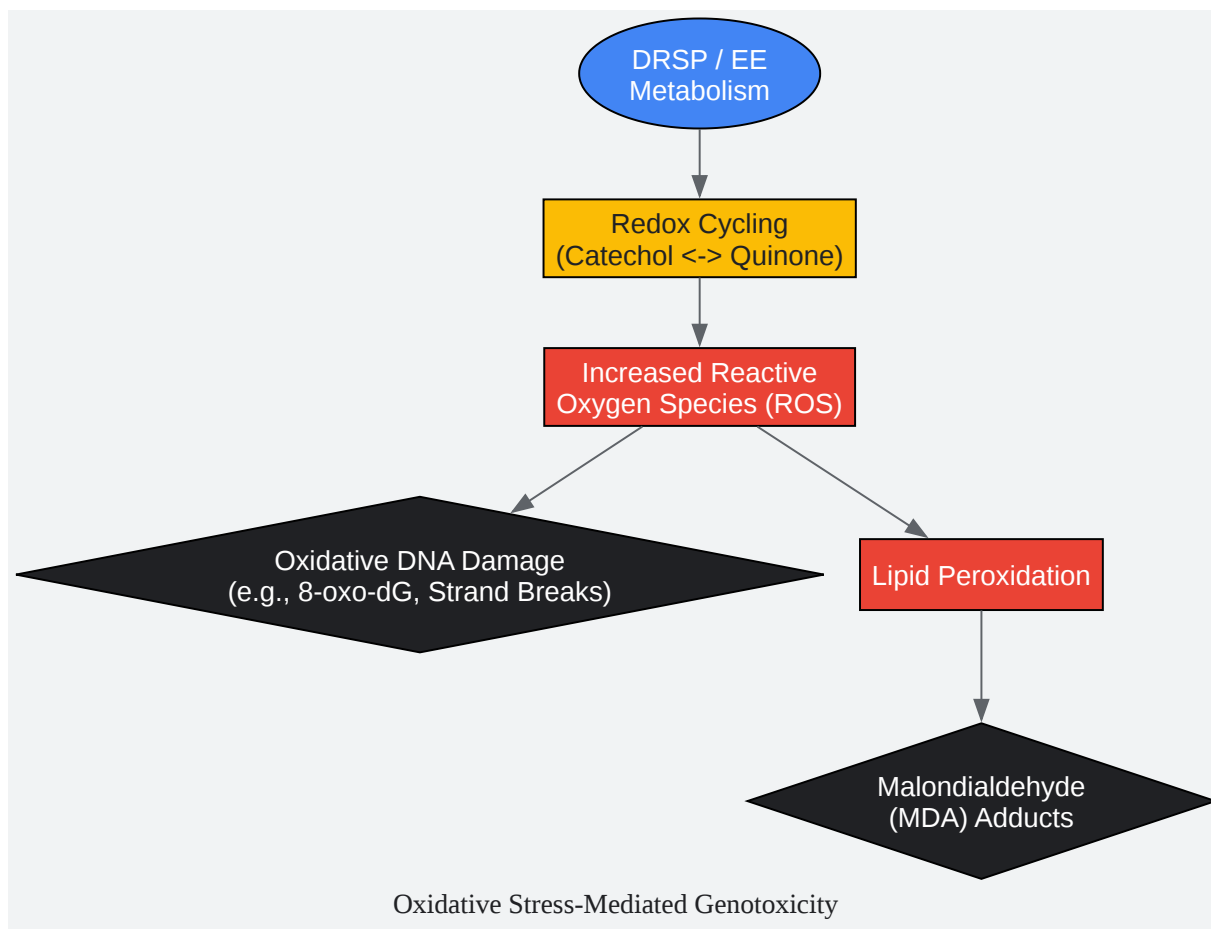 DRSP / EE
Metabolism
Redox Cycling
(Catechol <-> Quinone)
Increased Reactive
Oxygen Species (ROS)
Oxidative DNA Damage
(e.g., 8-oxo-dG, Strand Breaks)
Lipid Peroxidation
Malondialdehyde
(MDA) Adducts
Oxidative Stress-Mediated Genotoxicity